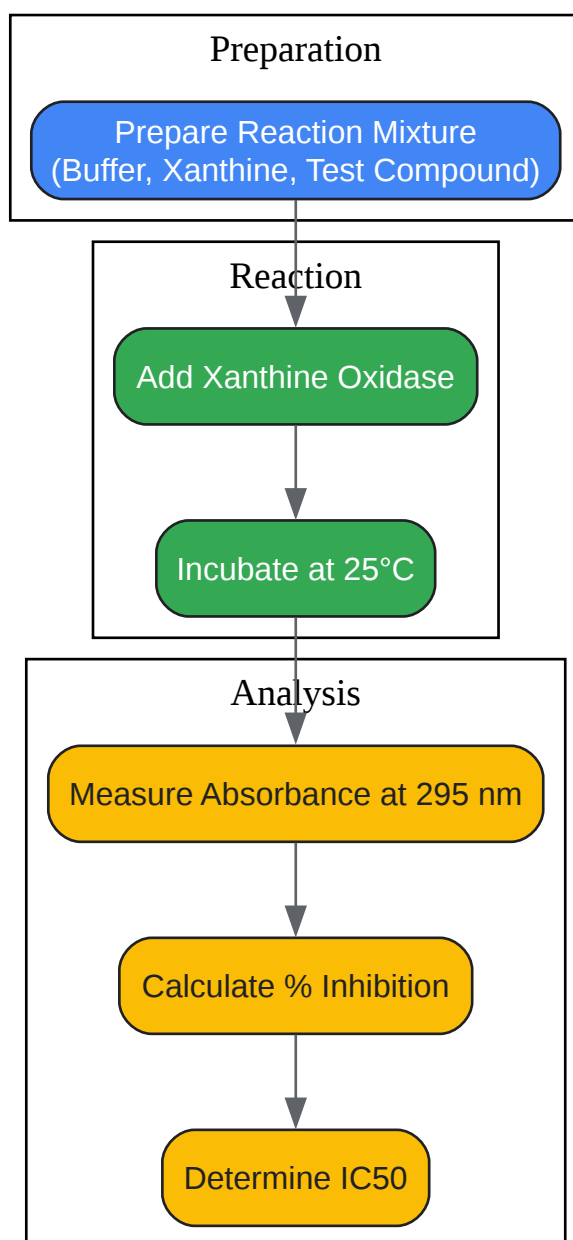 Preparation
Prepare Reaction Mixture
(Buffer, Xanthine, Test Compound)
Reaction
Add Xanthine Oxidase
Incubate at 25°C
Analysis
Measure Absorbance at 295 nm
Calculate % Inhibition
Determine IC50